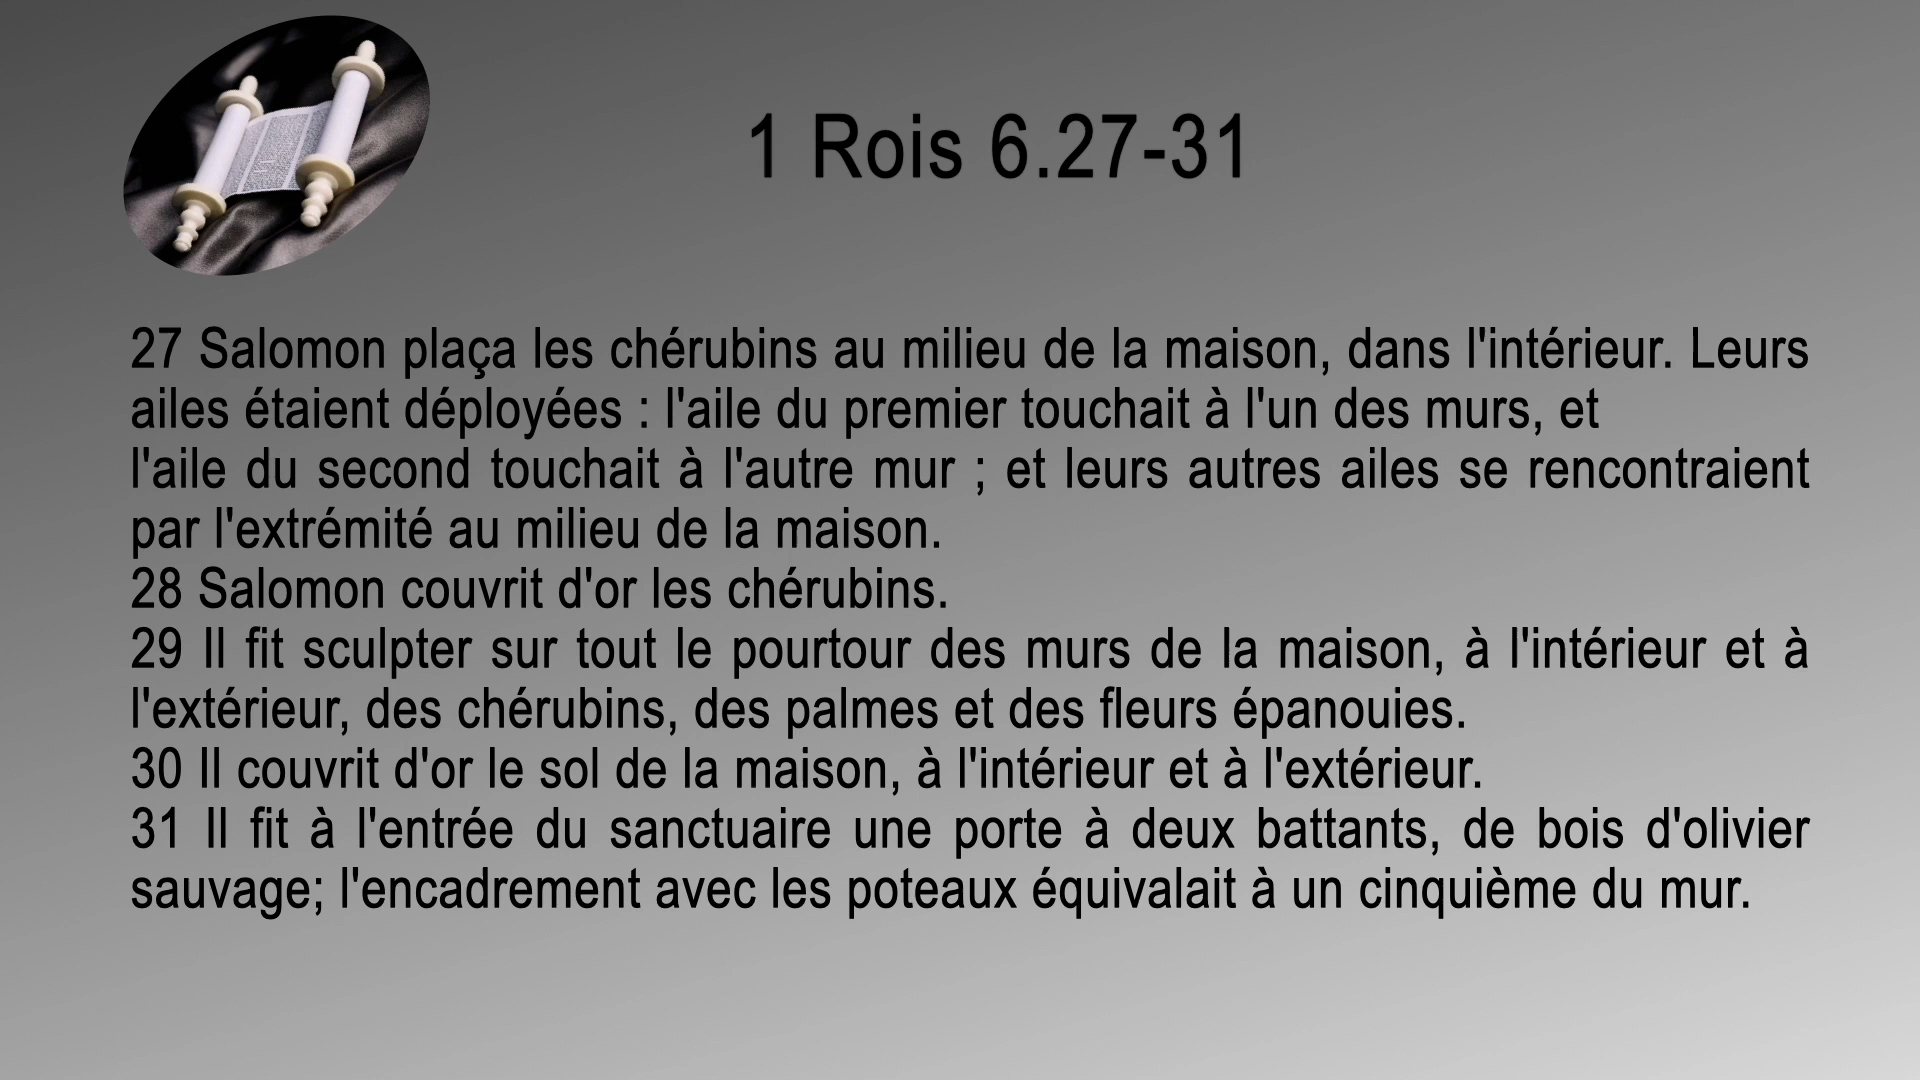 1 Rois 6.27-31
27 Salomon plaça les chérubins au milieu de la maison, dans l'intérieur. Leurs
ailes étaient déployées : l'aile du premier touchait à l'un des murs, et
l'aile du second touchait à l'autre mur ; et leurs autres ailes se rencontraient
par l'extrémité au milieu de la maison.
28 Salomon couvrit d'or les chérubins.
29 Il fit sculpter sur tout le pourtour des murs de la maison, à l'intérieur et à
l'extérieur, des chérubins, des palmes et des fleurs épanouies.
30 Il couvrit d'or le sol de la maison, à l'intérieur et à l'extérieur.
31 Il fit à l'entrée du sanctuaire une porte à deux battants, de bois d'olivier
sauvage; l'encadrement avec les poteaux équivalait à un cinquième du mur.